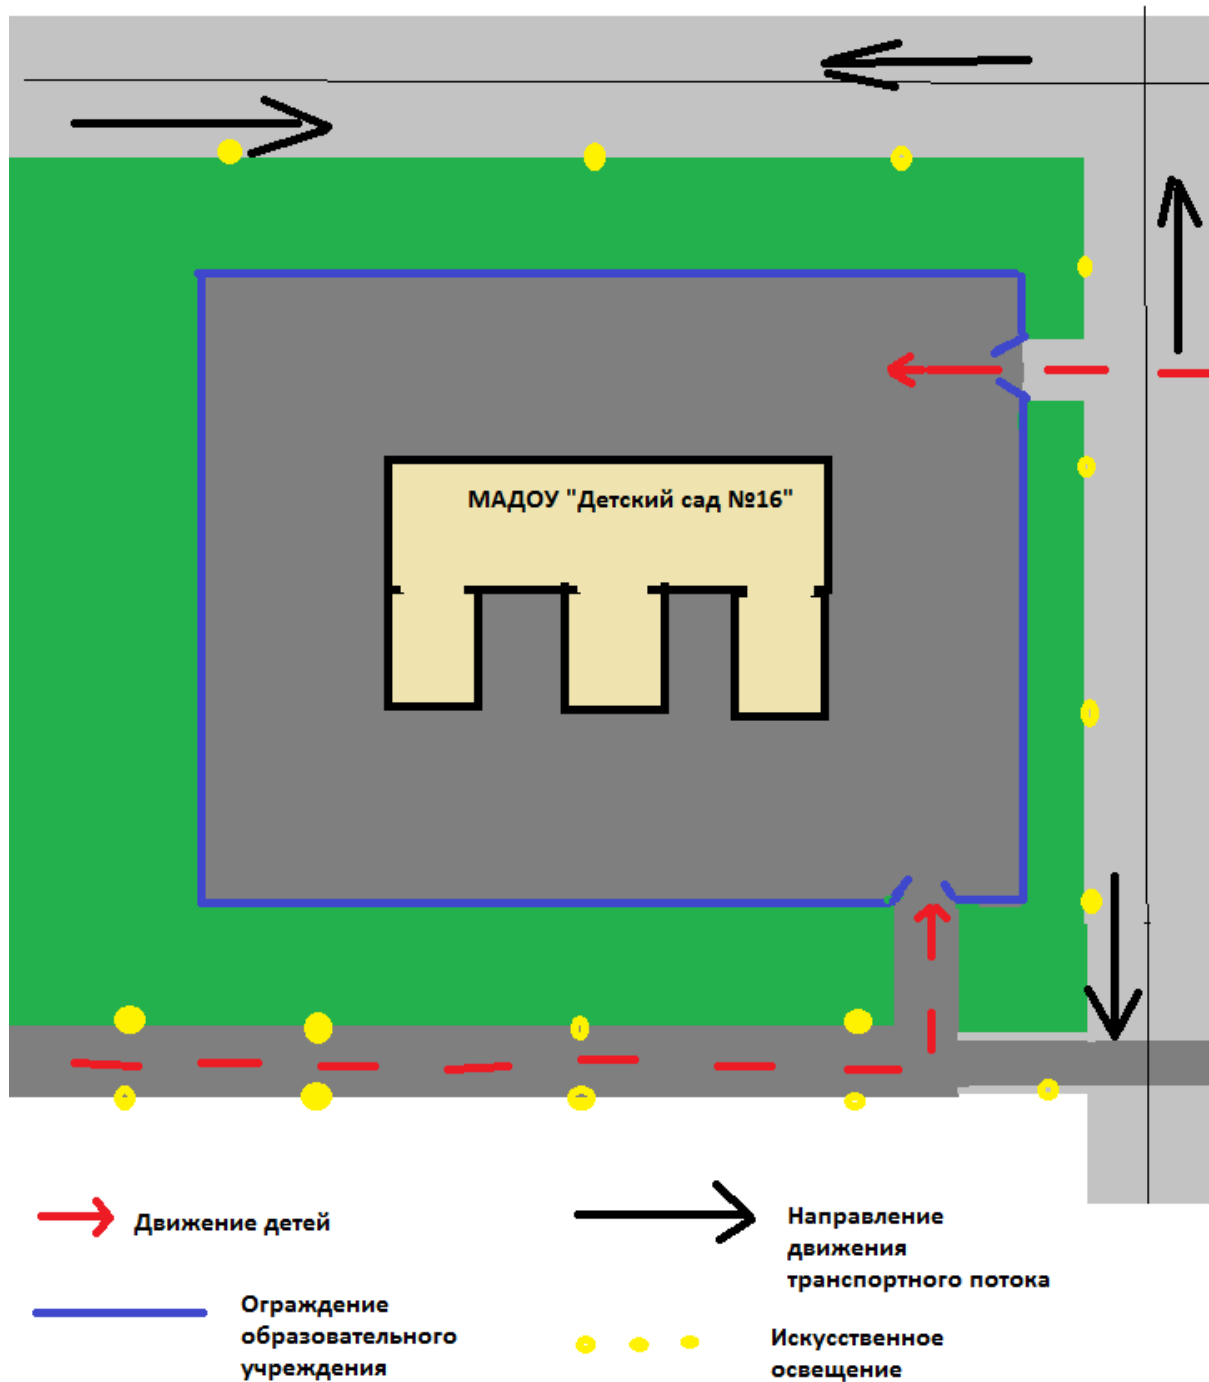 МАДОУ "Детский сад №16"
Движение детей
Направление
движения
транспортного потока
Ограждение
образовательного
учреждения
Искусственное
освещение